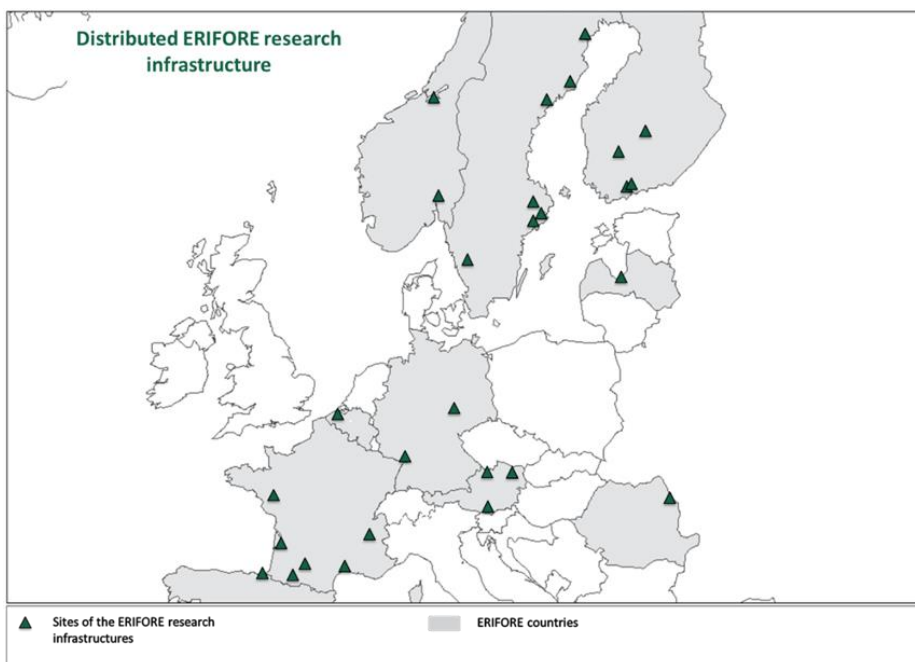 Distributed ERIFORE research
infrastructure
Sites of the ERIFORE research
infrastructures
ERIFORE countries